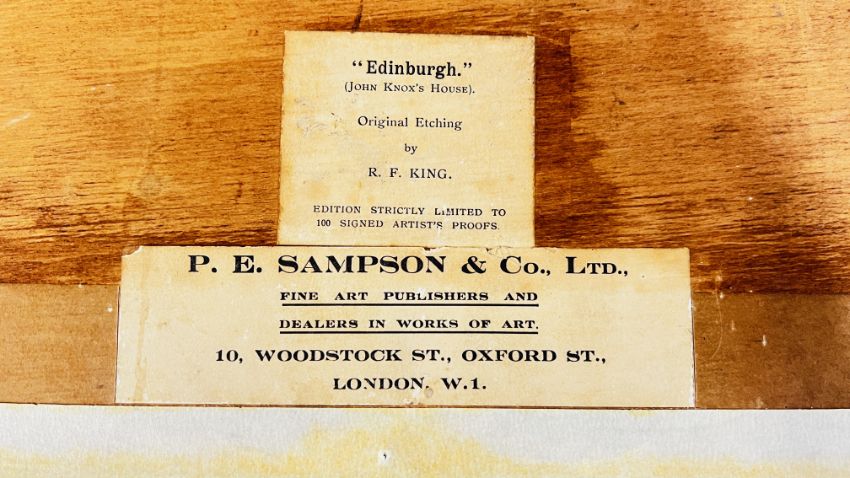 "Edinburgh."
(John Knox's House).
Original Etching
by
R. F. KING.
EDITION STRICTLY LIMITED TO
100 SIGNED ARTIST'S PROOFS.
P. E. SAMPSON & Co., LTD.,
FINE ART PUBLISHERS AND
DEALERS IN WORKS OF ART.
10, WOODSTOCK ST., OXFORD ST.,
LONDON. W.1.